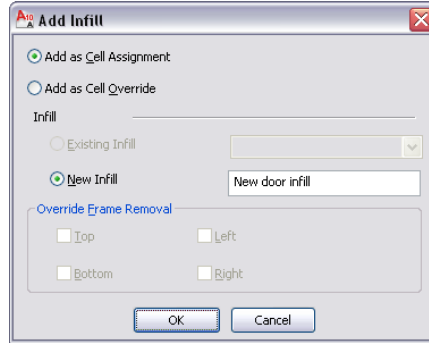 A10 A Add Infill
Add as Cell Assignment
Add as Cell Override
Infill
Existing Infill
New Infill New door infill
Override Frame Removal
Top Left
Bottom Right
OK Cancel